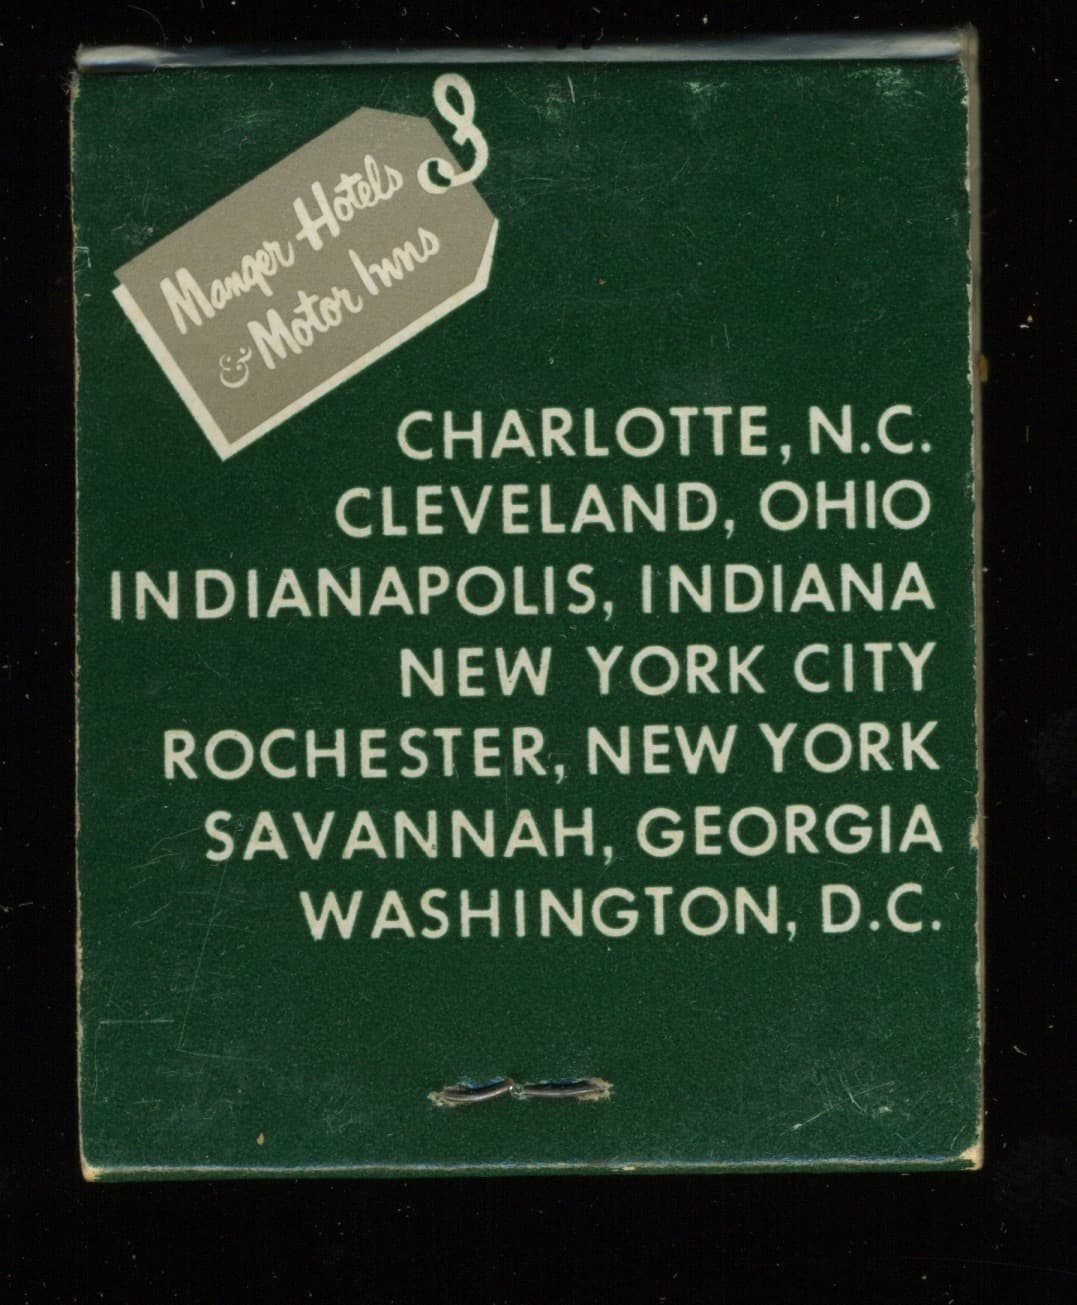 Manger Hotels
& Motor Inns
CHARLOTTE, N.C.
CLEVELAND, OHIO
INDIANAPOLIS, INDIANA
NEW YORK CITY
ROCHESTER, NEW YORK
SAVANNAH, GEORGIA
WASHINGTON, D.C.